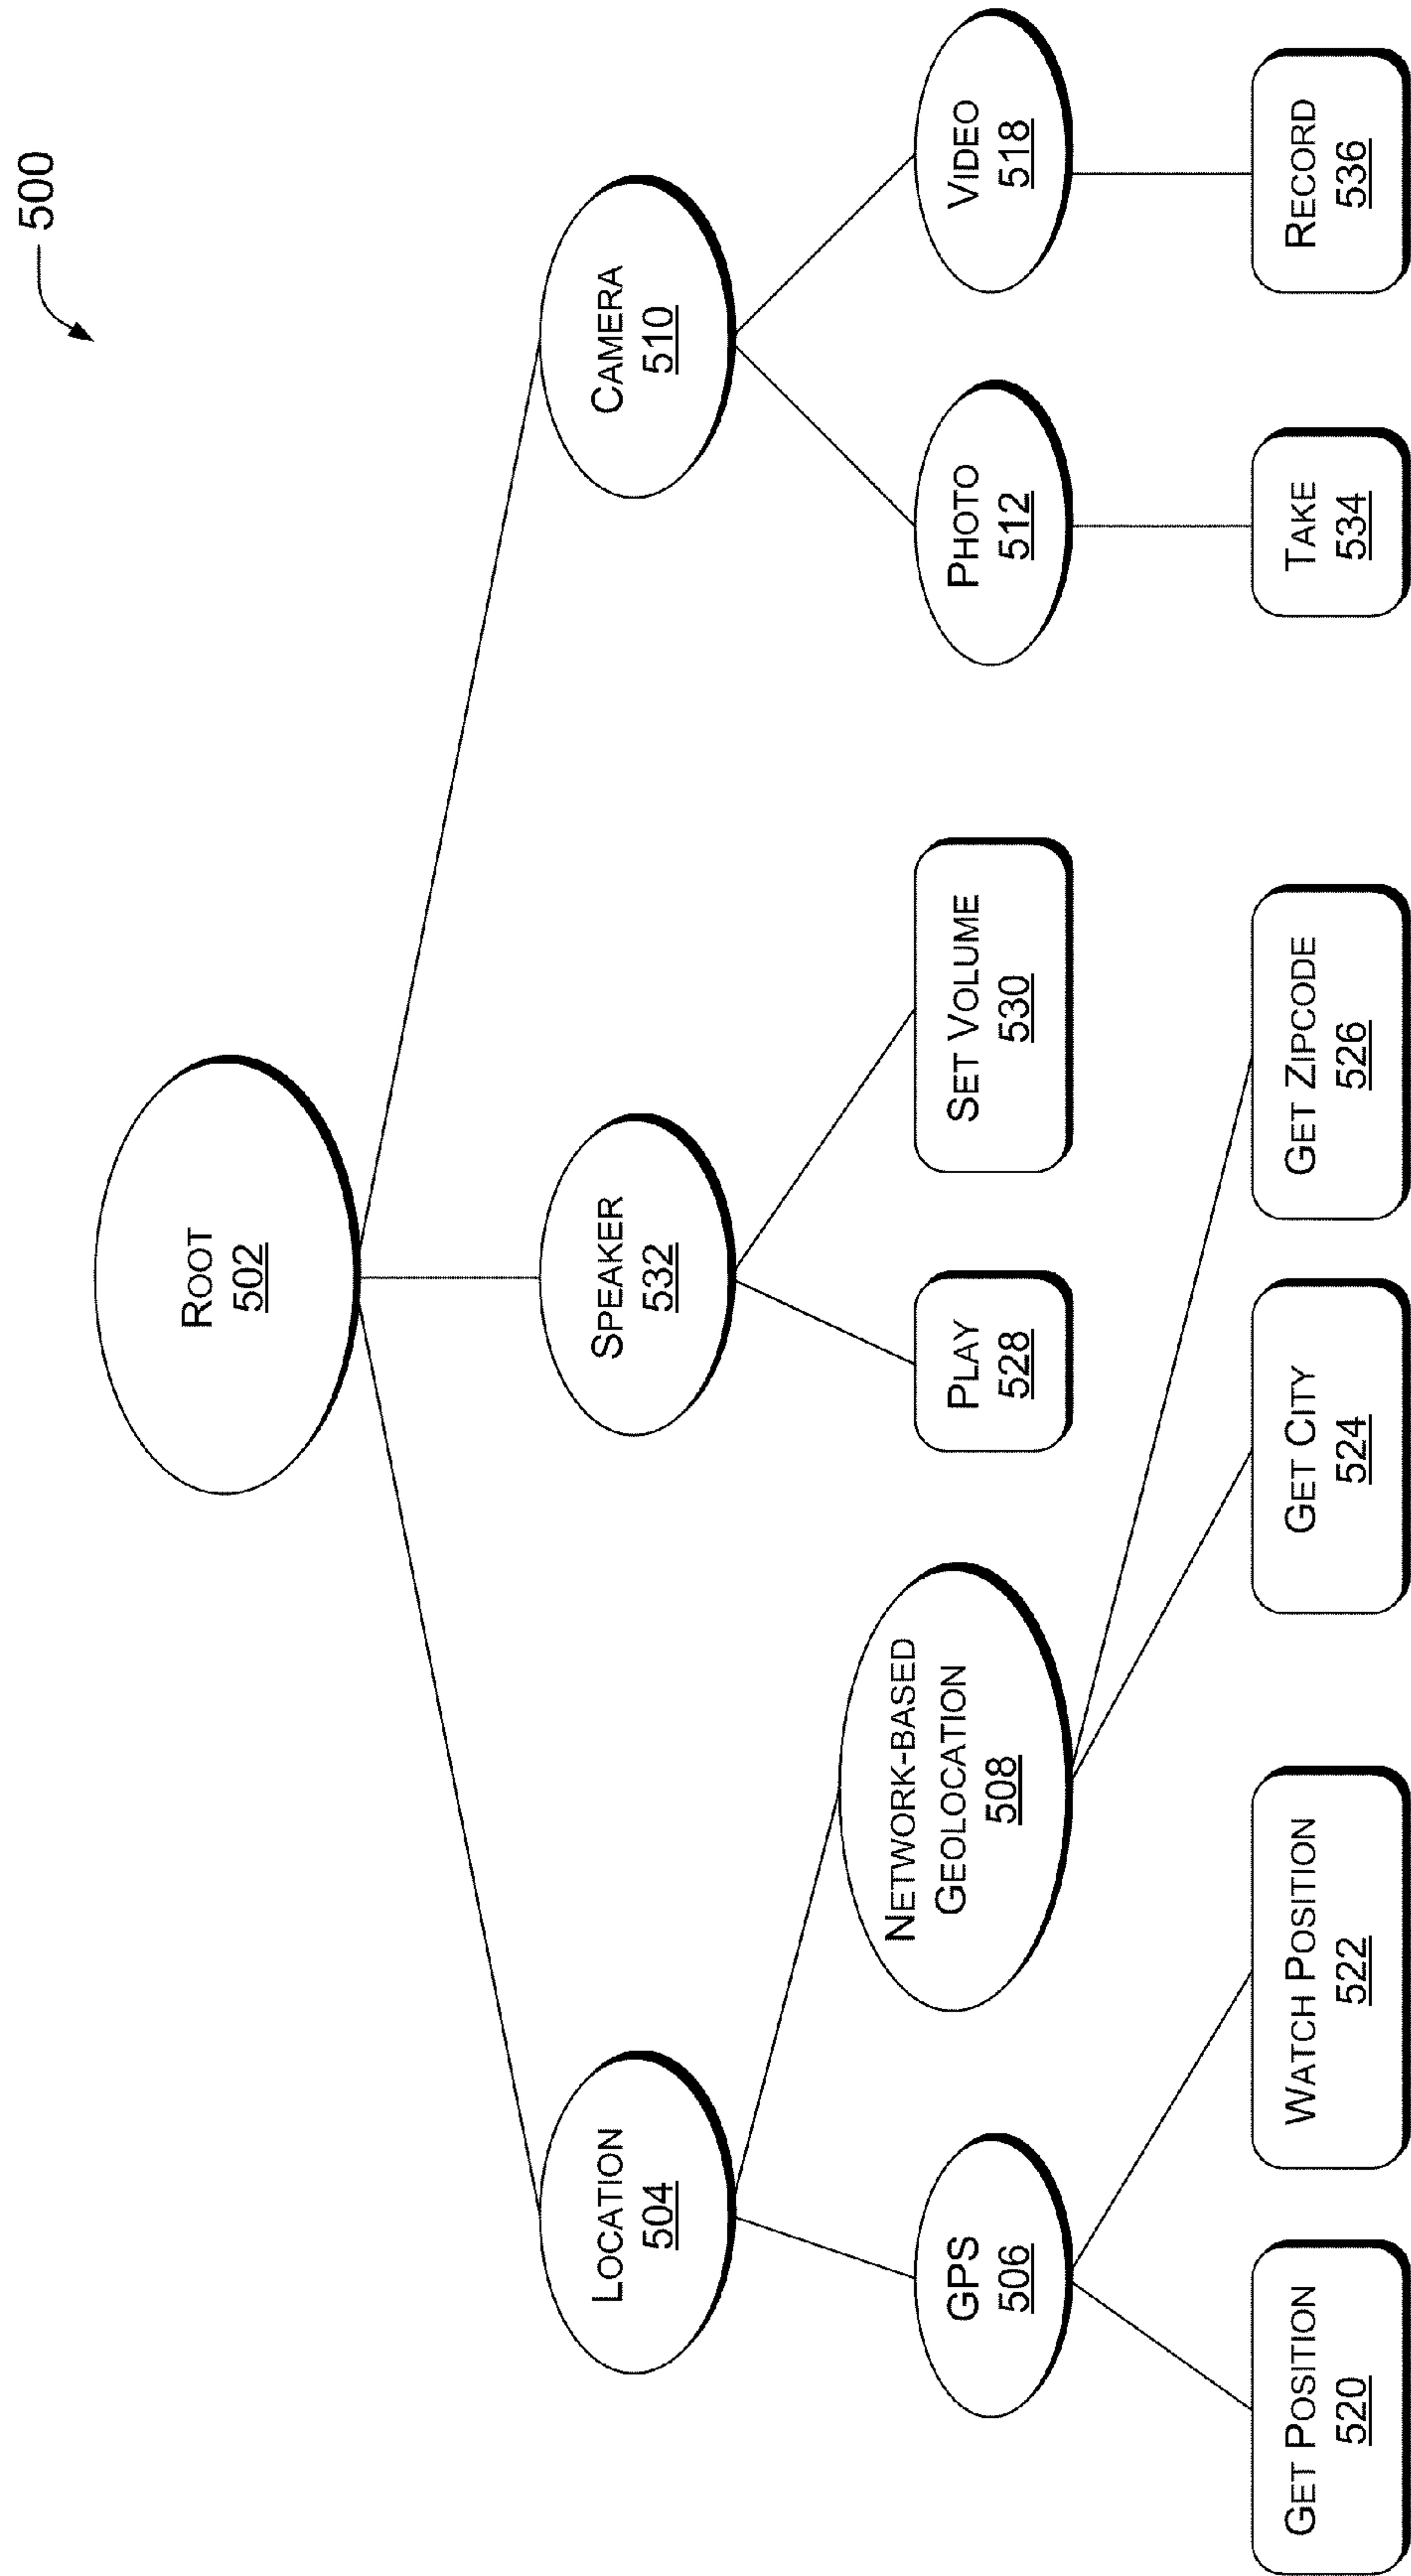 500
ROOT
502
LOCATION
504
SPEAKER
532
CAMERA
510
GPS
506
NETWORK-BASED
GEOLOCATION
508
PLAY
528
SET VOLUME
530
PHOTO
512
VIDEO
518
GET POSITION
520
WATCH POSITION
522
GET CITY
524
GET ZIPCODE
526
TAKE
534
RECORD
536